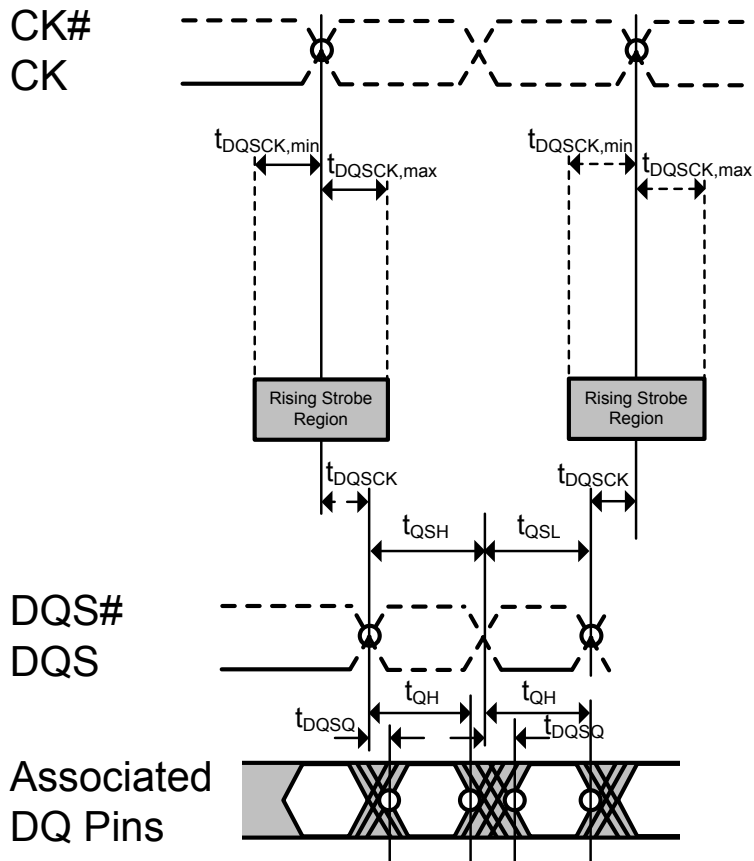 CK#
CK
tDQSCK,min
tDQSCK,max
tDQSCK,min
tDQSCK,max
Rising Strobe
Region
Rising Strobe
Region
tDQSCK
tDQSCK
tQSH
tQSL
DQS#
DQS
tQH
tQH
tDQSQ
tDQSQ
Associated
DQ Pins